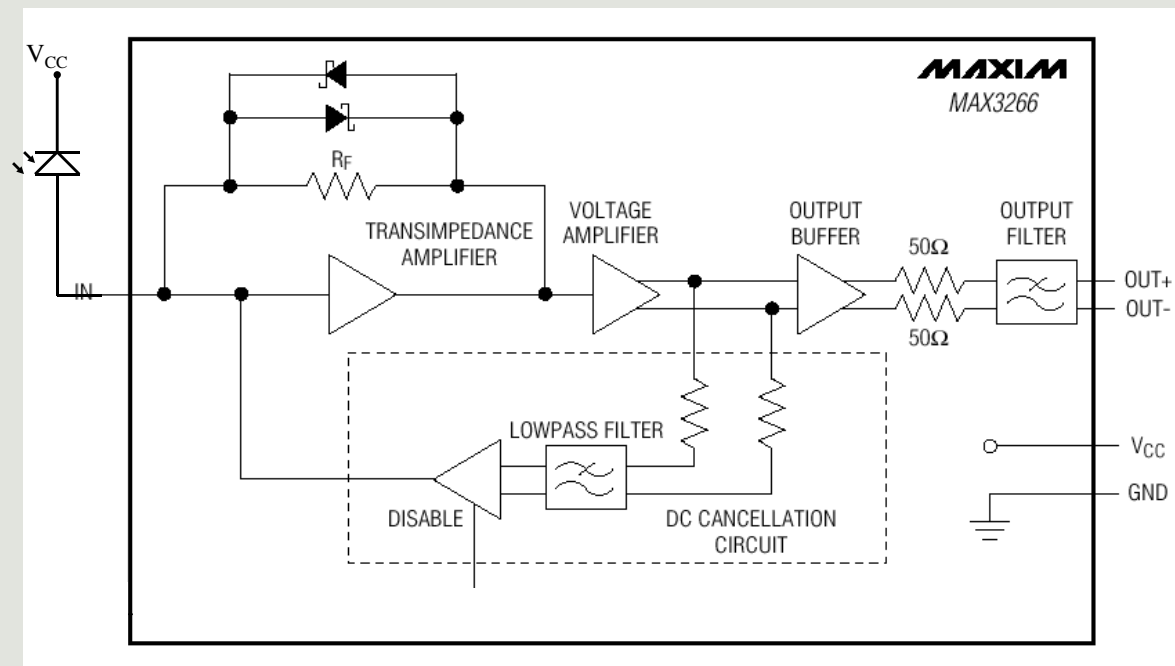 VCC
MAXIM
MAX3266
RF
TRANSIMPEDANCE
AMPLIFIER
VOLTAGE
AMPLIFIER
OUTPUT
BUFFER
OUTPUT
FILTER
50Ω
50Ω
IN
OUT+
OUT-
LOWPASS FILTER
DISABLE
DC CANCELLATION
CIRCUIT
VCC
GND